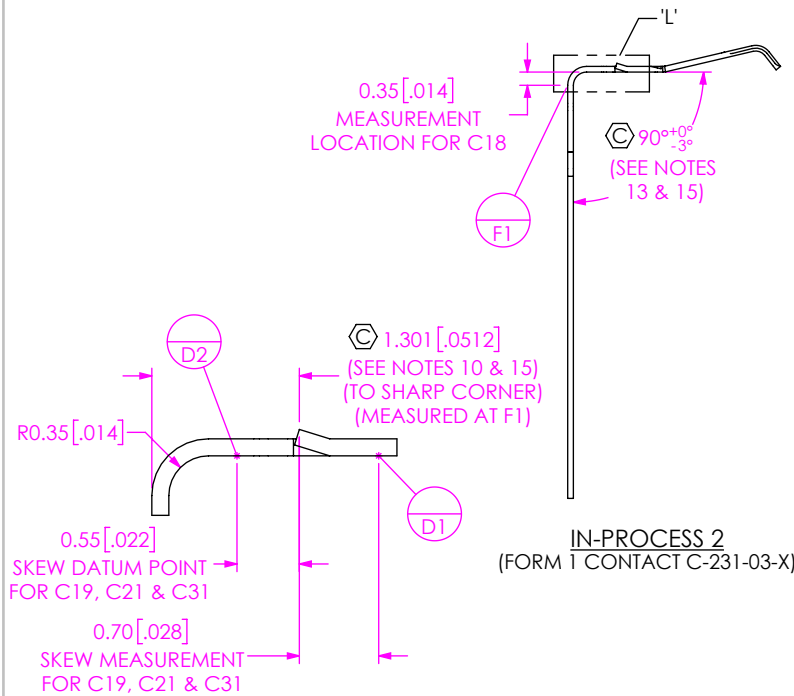 'L'
0.35[.014]
MEASUREMENT
LOCATION FOR C18
C 90° +0° -3°
(SEE NOTES
13 & 15)
F1
D2
C 1.301[.0512]
(SEE NOTES 10 & 15)
(TO SHARP CORNER)
(MEASURED AT F1)
R0.35[.014]
D1
0.55[.022]
SKEW DATUM POINT
FOR C19, C21 & C31
IN-PROCESS 2
(FORM 1 CONTACT C-231-03-X)
0.70[.028]
SKEW MEASUREMENT
FOR C19, C21 & C31